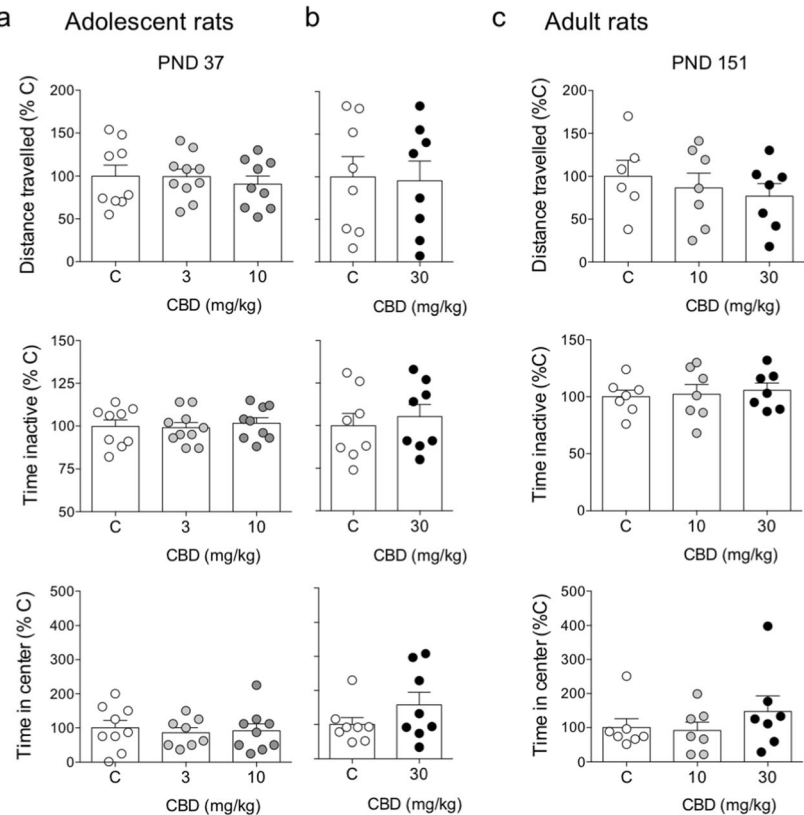 a Adolescent rats b c Adult rats
PND 37 PND 151
Distance travelled (% C)
200
150
100
50
0
C 3 10
CBD (mg/kg)
C 30
CBD (mg/kg)
Distance travelled (%C)
200
150
100
50
0
C 10 30
CBD (mg/kg)
Time inactive (% C)
150
125
100
75
50
C 3 10
CBD (mg/kg)
C 30
CBD (mg/kg)
Time inactive (%C)
150
100
50
0
C 10 30
CBD (mg/kg)
Time in center (% C)
500
400
300
200
100
0
C 3 10
CBD (mg/kg)
C 30
CBD (mg/kg)
Time in center (%C)
500
400
300
200
100
0
C 10 30
CBD (mg/kg)